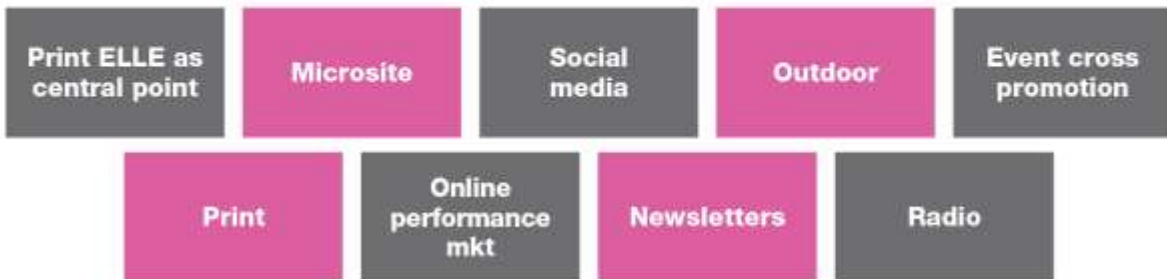 Print ELLE as
central point
Microsite
Social
media
Outdoor
Event cross
promotion
Print
Online
performance
mkt
Newsletters
Radio